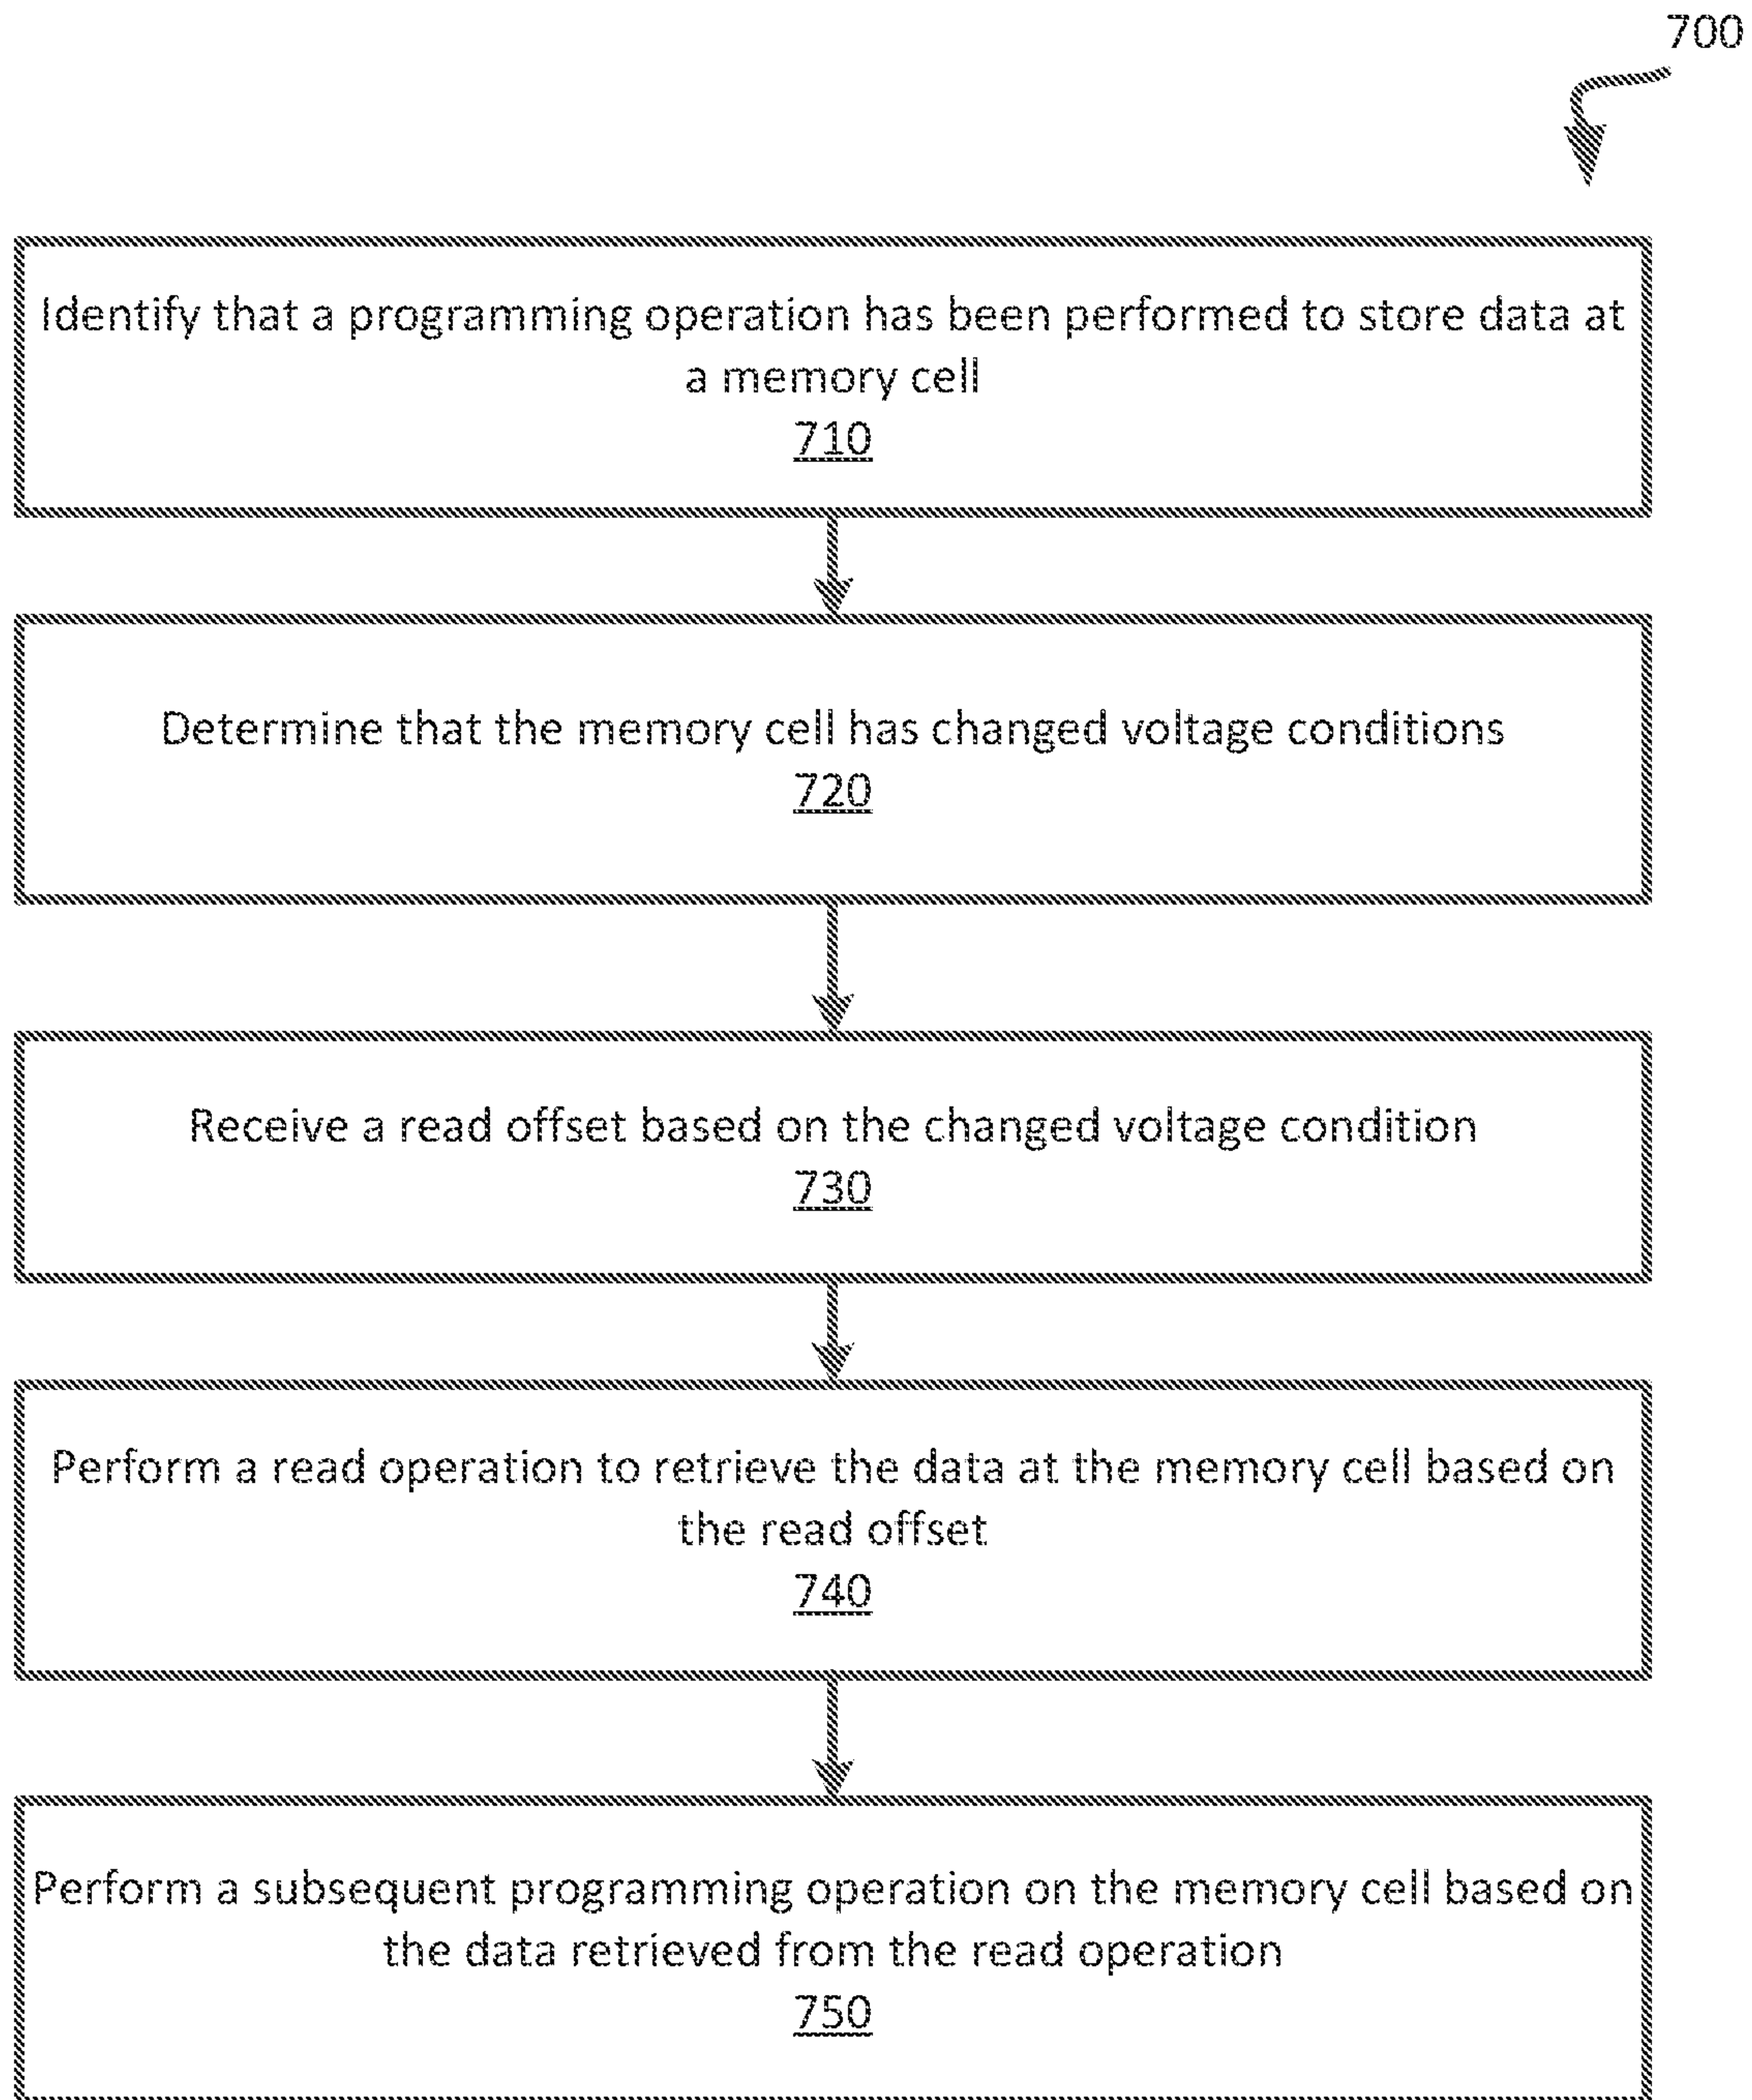 700
Identify that a programming operation has been performed to store data at
a memory cell
710
Determine that the memory cell has changed voltage conditions
720
Receive a read offset based on the changed voltage condition
730
Perform a read operation to retrieve the data at the memory cell based on
the read offset
740
Perform a subsequent programming operation on the memory cell based on
the data retrieved from the read operation
750